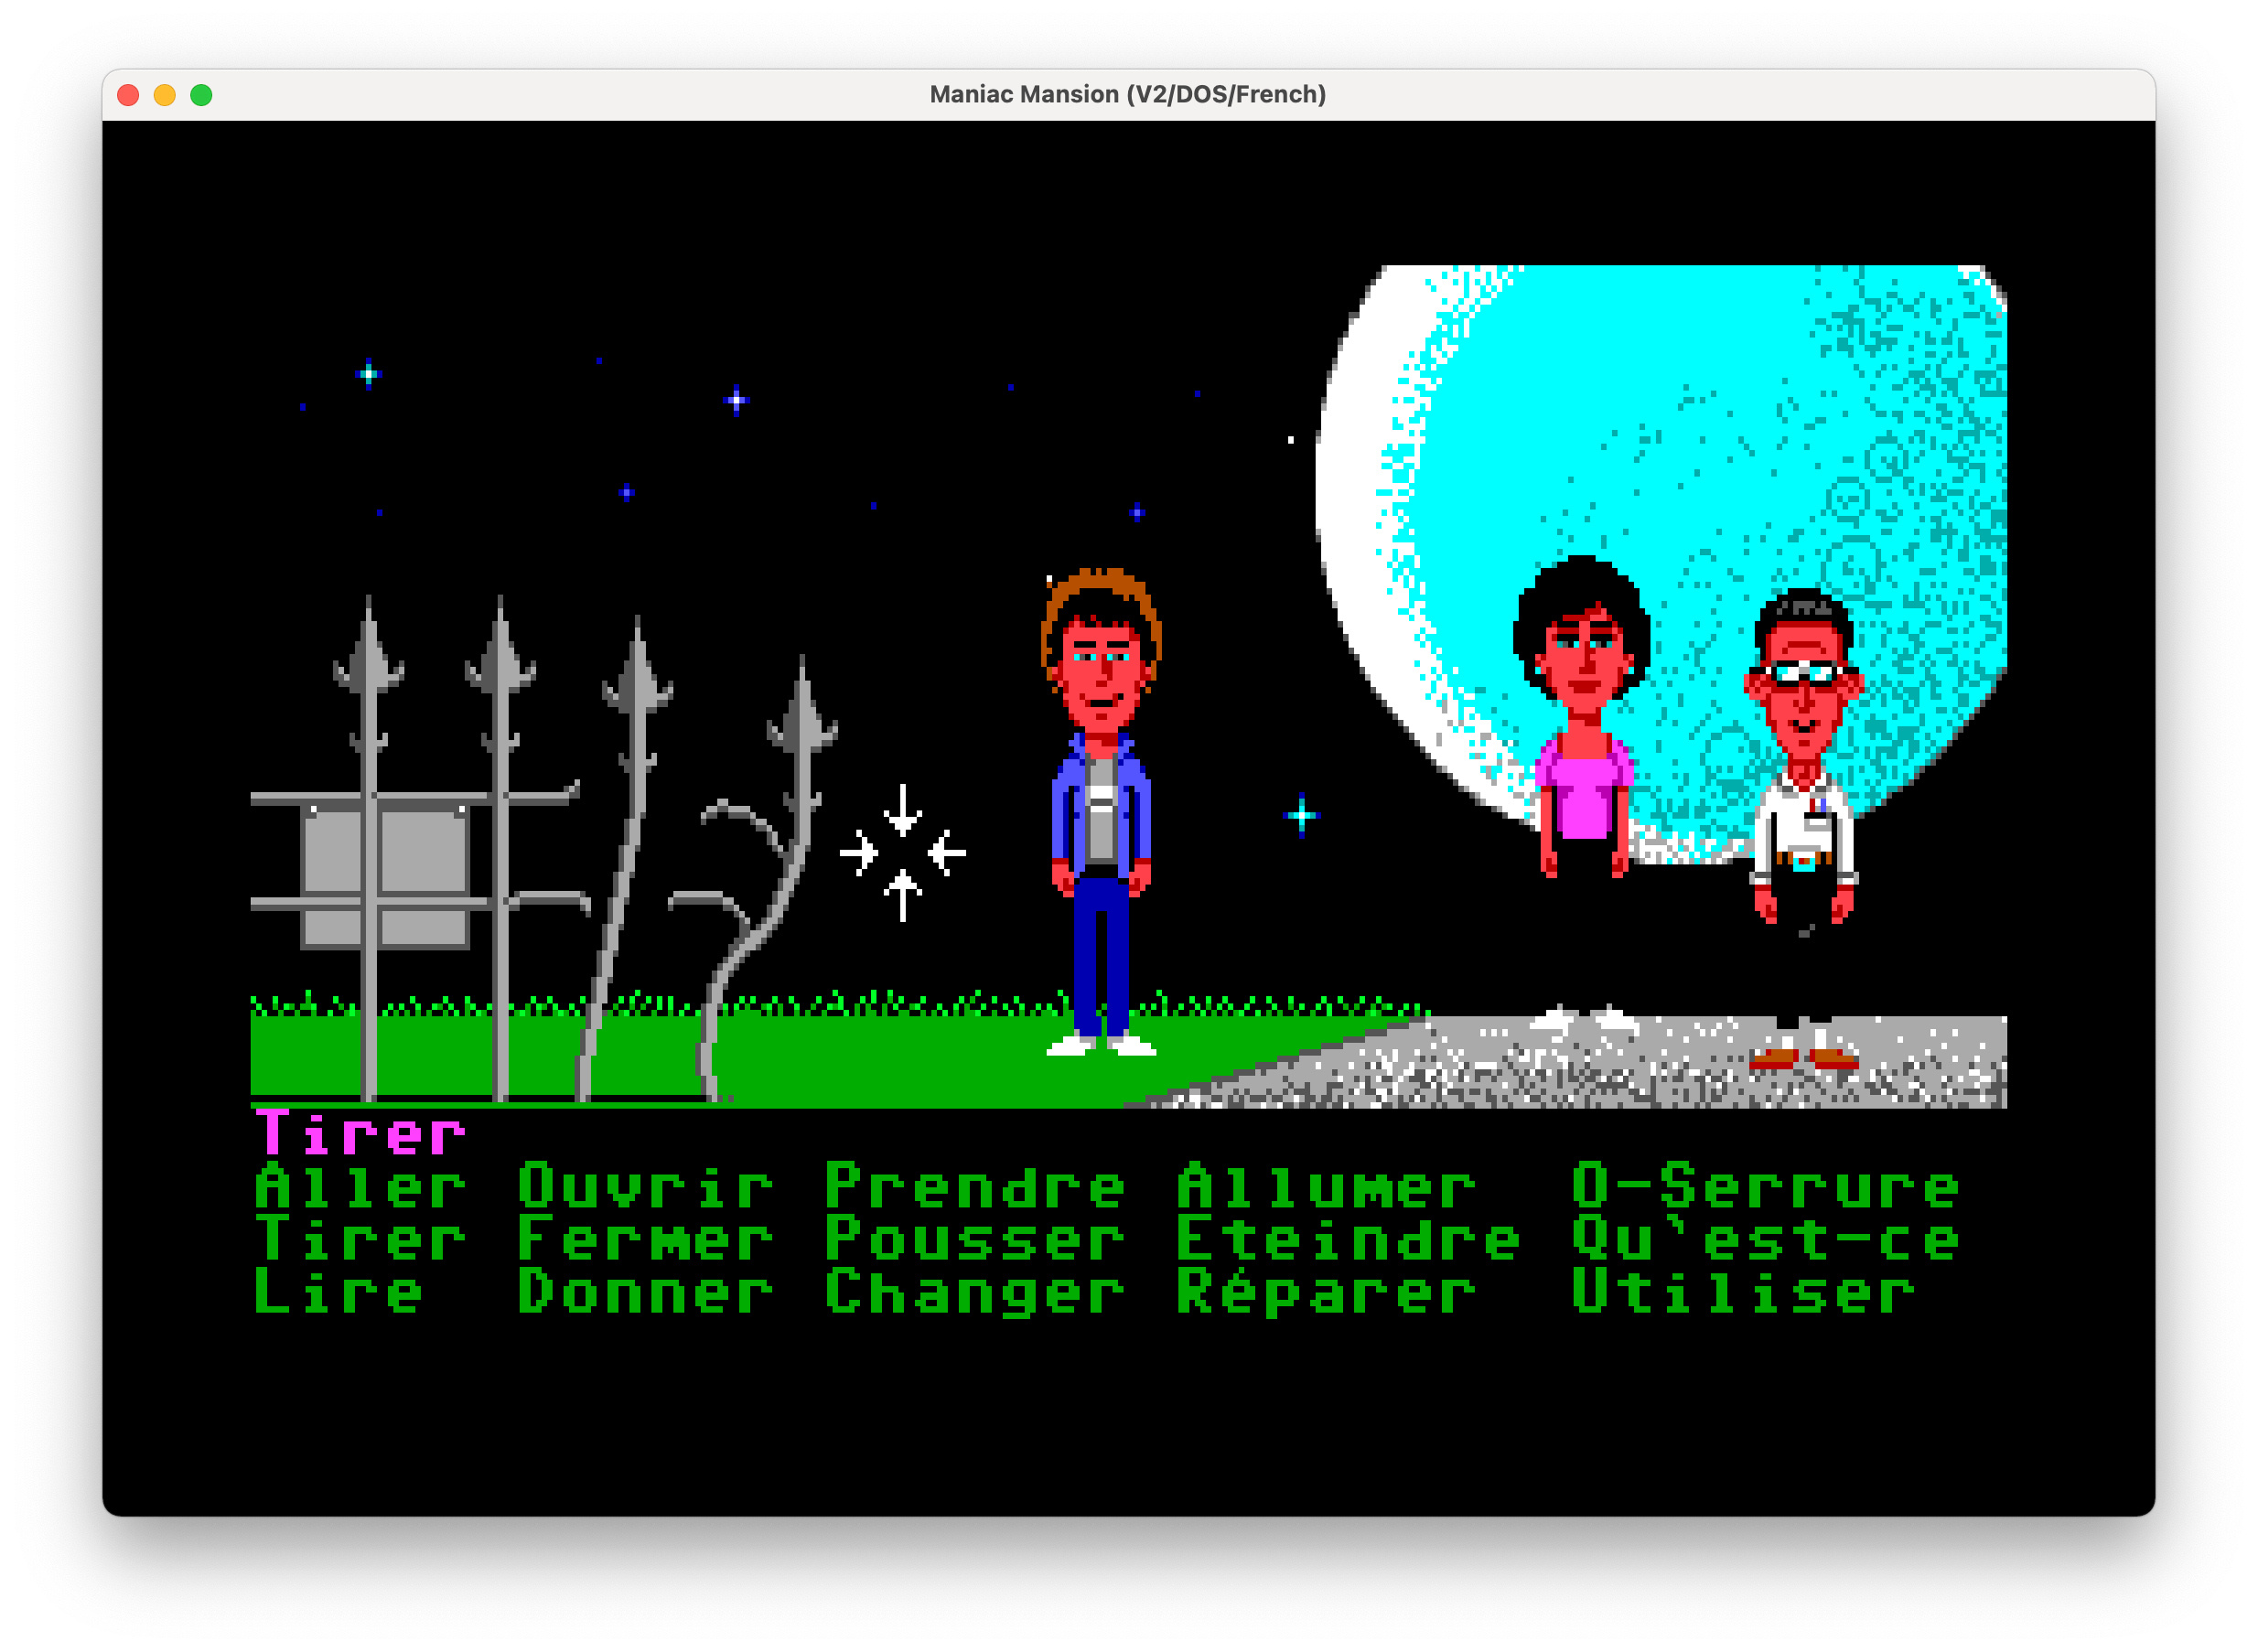 Maniac Mansion (V2/DOS/French)
Tirer
Aller Ouvrir Prendre Allumer O-Serrure
Tirer Fermer Pousser Eteindre Qu`est-ce
Lire Donner Changer Réparer Utiliser